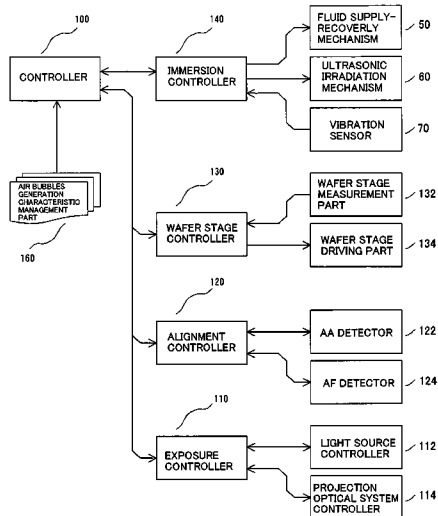 100
CONTROLLER
AIR BUBBLES
GENERATION
CHARACTERISTIC
MANAGEMENT
PART
160
140
IMMERSION
CONTROLLER
FLUID SUPPLY-
RECOVERLY
MECHANISM
50
ULTRASONIC
IRRADIATION
MECHANISM
60
VIBRATION
SENSOR
70
130
WAFER STAGE
CONTROLLER
WAFER STAGE
MEASUREMENT
PART
132
WAFER STAGE
DRIVING PART
134
120
ALIGNMENT
CONTROLLER
AA DETECTOR
122
AF DETECTOR
124
110
EXPOSURE
CONTROLLER
LIGHT SOURCE
CONTROLLER
112
PROJECTION
OPTICAL SYSTEM
CONTROLLER
114